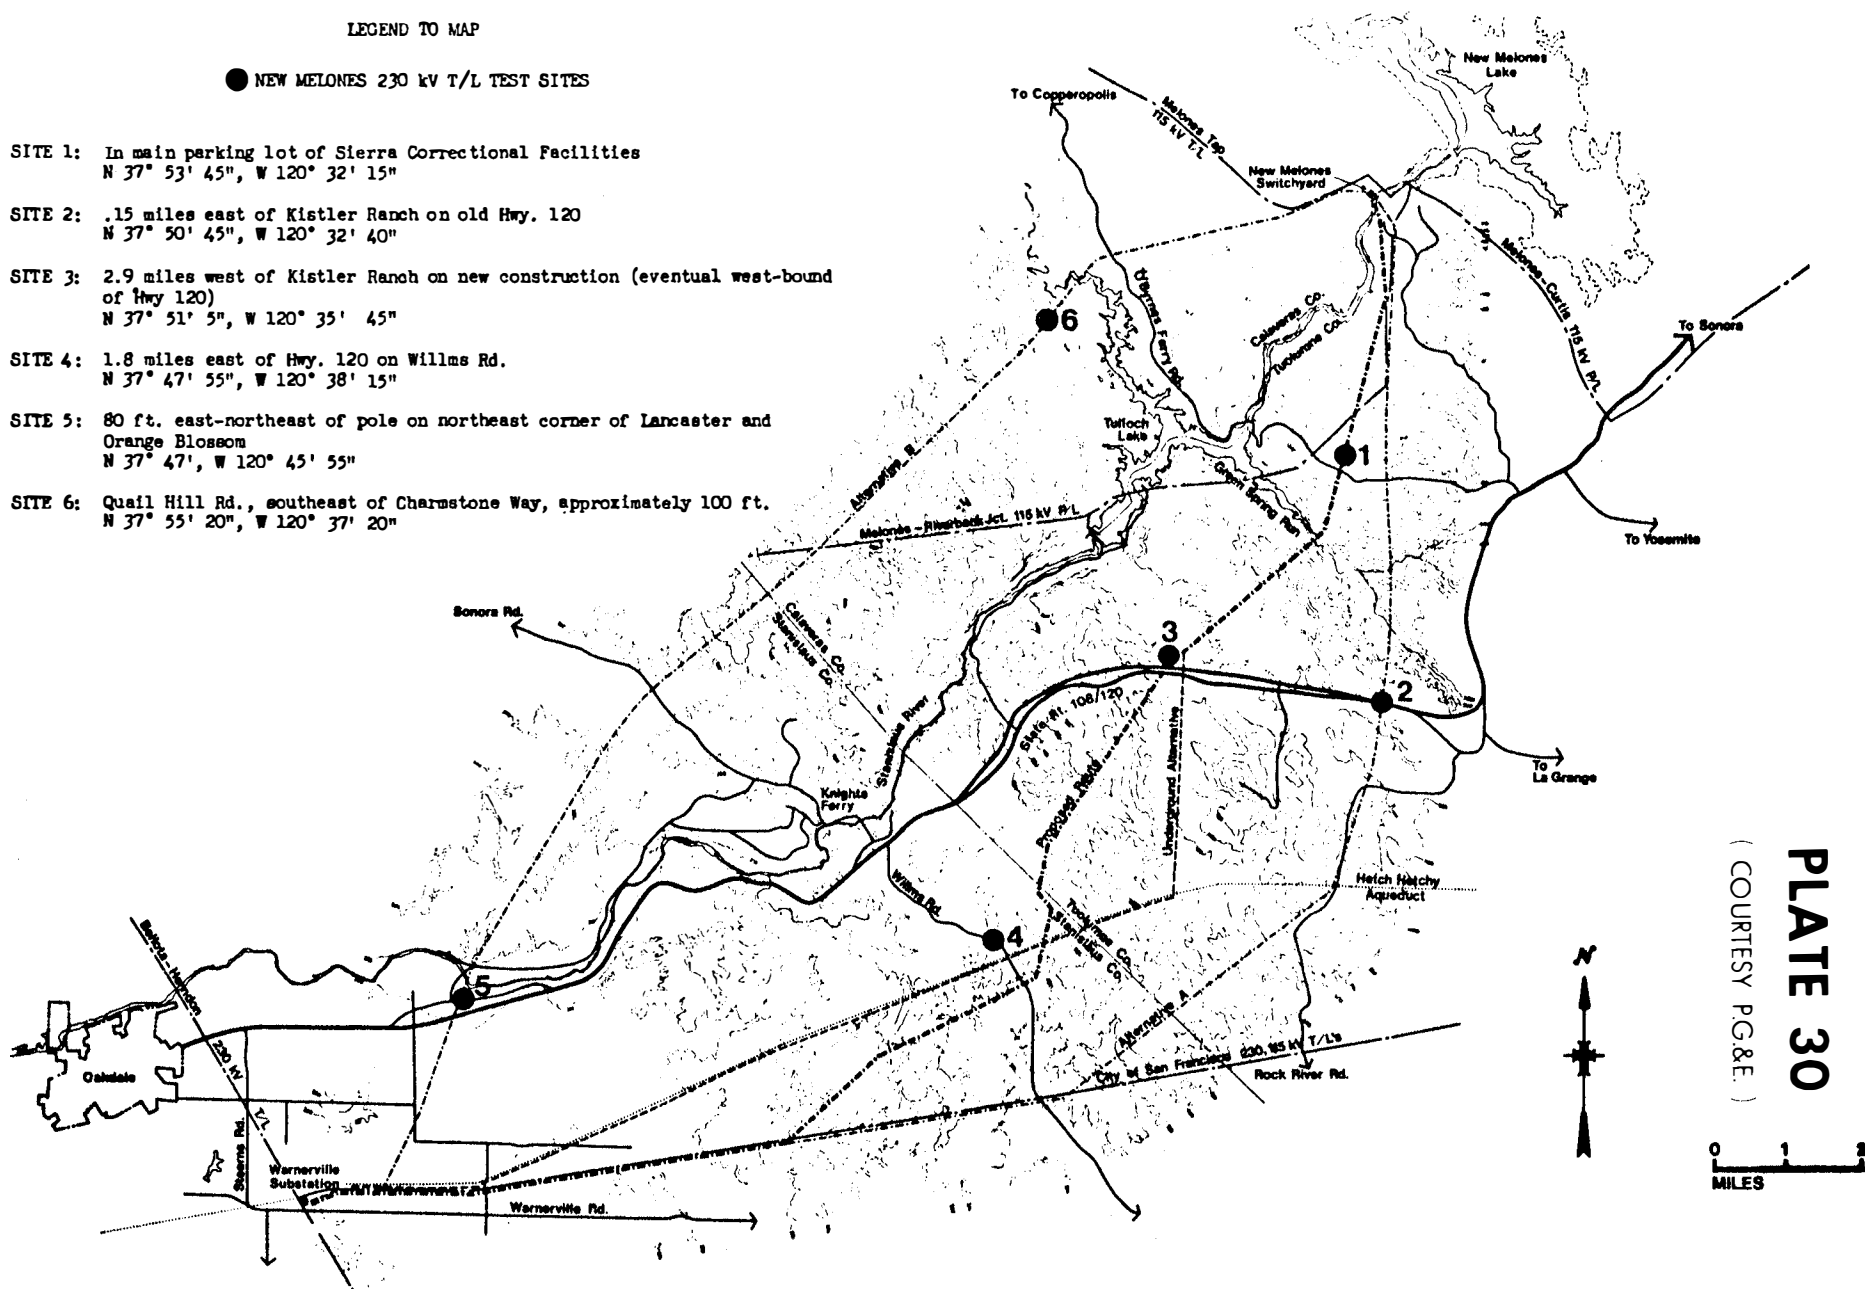 LEGEND TO MAP
NEW MELONES 230 kV T/L TEST SITES
SITE 1: In main parking lot of Sierra Correctional Facilities
N 37° 53' 45", W 120° 32' 15"
SITE 2: .15 miles east of Kistler Ranch on old Hwy. 120
N 37° 50' 45", W 120° 32' 40"
SITE 3: 2.9 miles west of Kistler Ranch on new construction (eventual west-bound
of Hwy 120)
N 37° 51' 5", W 120° 35' 45"
SITE 4: 1.8 miles east of Hwy. 120 on Willms Rd.
N 37° 47' 55", W 120° 38' 15"
SITE 5: 80 ft. east-northeast of pole on northeast corner of Lancaster and
Orange Blossom
N 37° 47', W 120° 45' 55"
SITE 6: Quail Hill Rd., southeast of Charmstone Way, approximately 100 ft.
N 37° 55' 20", W 120° 37' 20"
New Melones
Lake
To Copperopolis
Melones Tap
115 kV T/L
New Melones
Switchyard
Melones-Curtis 115 kV P/L
To Sonora
6
O'Byrnes Ferry Rd.
Calaveras Co.
Tuolumne Co.
Tulloch
Lake
1
Green Spring Run
To Yosemite
Melones - Riverbank Jct. 115 kV P/L
Sonora Rd.
Calaveras Co.
Stanislaus Co.
3
2
State Rt. 108/120
Stanislaus River
Underground Alternative
To
La Grange
Knights
Ferry
Willms Rd.
Hetch Hetchy
Aqueduct
4
Tuolumne Co.
Stanislaus Co.
5
Bellota - Herndon
230 kV
T/L
Alternative A
City of San Francisco 230, 115 kV T/L's
Rock River Rd.
Oakdale
Stearns Rd.
Warnerville
Substation
Warnerville Rd.
N
0 1 2
MILES
PLATE 30
( COURTESY P.G.&E. )